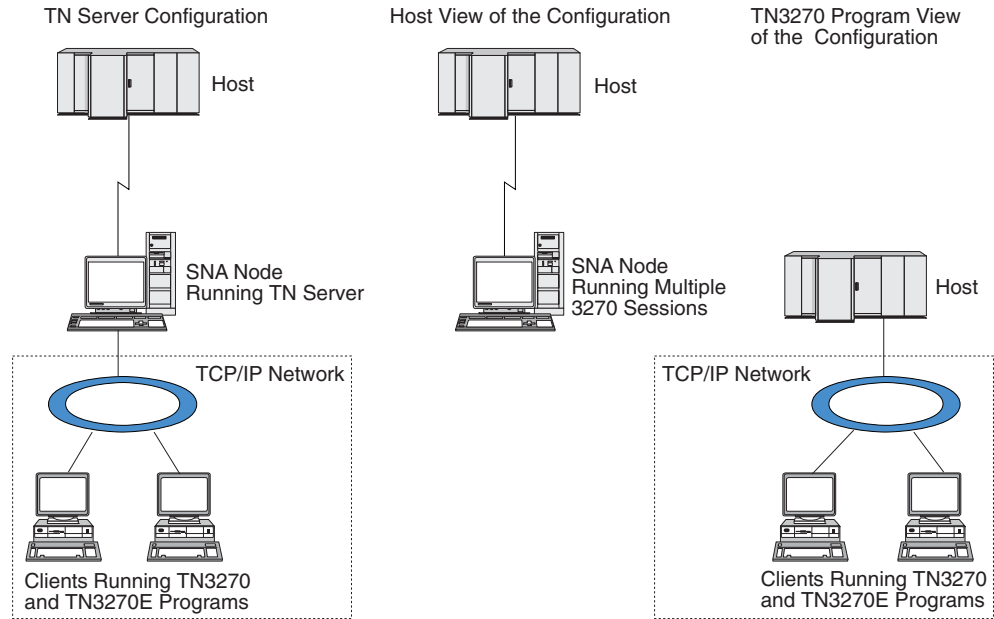 TN Server Configuration
Host
SNA Node
Running TN Server
TCP/IP Network
Clients Running TN3270
and TN3270E Programs
Host View of the Configuration
Host
SNA Node
Running Multiple
3270 Sessions
TN3270 Program View
of the Configuration
Host
TCP/IP Network
Clients Running TN3270
and TN3270E Programs